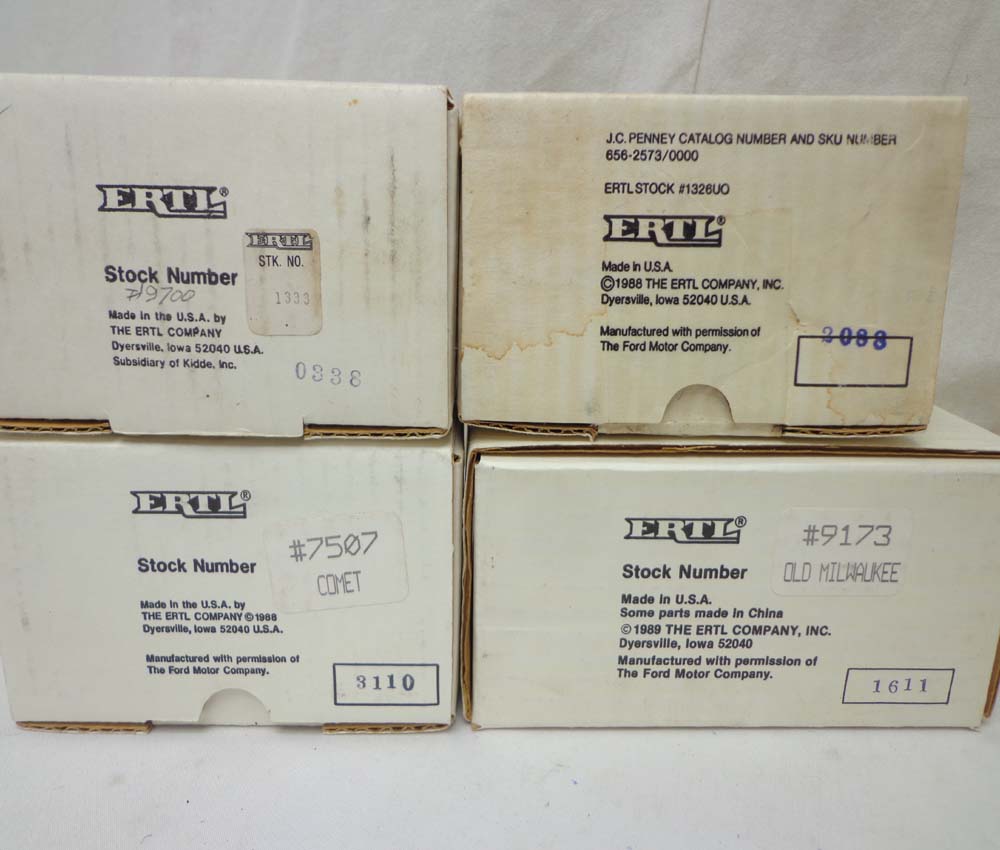 ERTL®
ERTL
STK. NO.
1333
Stock Number
#9700
Made in the U.S.A. by
THE ERTL COMPANY
Dyersville, Iowa 52040 U.S.A.
Subsidiary of Kidde, Inc.
0338
J.C. PENNEY CATALOG NUMBER AND SKU NUMBER
656-2573/0000
ERTL STOCK #1326UO
ERTL®
Made in U.S.A.
©1988 THE ERTL COMPANY, INC.
Dyersville, Iowa 52040 U.S.A.
Manufactured with permission of
The Ford Motor Company.
2088
ERTL®
Stock Number
#7507
COMET
Made in the U.S.A. by
THE ERTL COMPANY ©1988
Dyersville, Iowa 52040 U.S.A.
Manufactured with permission of
The Ford Motor Company.
3110
ERTL®
Stock Number
#9173
OLD MILWAUKEE
Made in U.S.A.
Some parts made in China
©1989 THE ERTL COMPANY, INC.
Dyersville, Iowa 52040
Manufactured with permission of
The Ford Motor Company.
1611